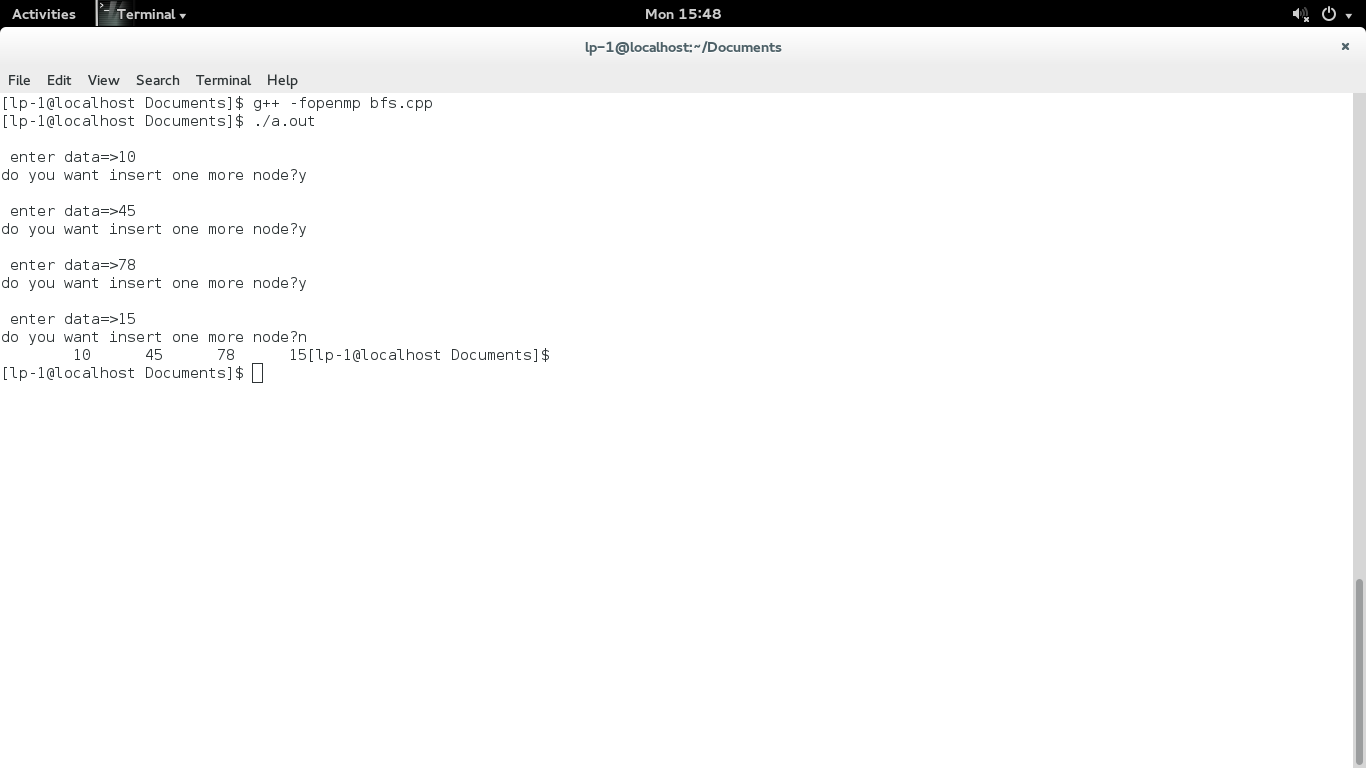 Activities Terminal Mon 15:48
lp-1@localhost:~/Documents
File Edit View Search Terminal Help
[lp-1@localhost Documents]$ g++ -fopenmp bfs.cpp
[lp-1@localhost Documents]$ ./a.out
enter data=>10
do you want insert one more node?y
enter data=>45
do you want insert one more node?y
enter data=>78
do you want insert one more node?y
enter data=>15
do you want insert one more node?n
10 45 78 15[lp-1@localhost Documents]$
[lp-1@localhost Documents]$